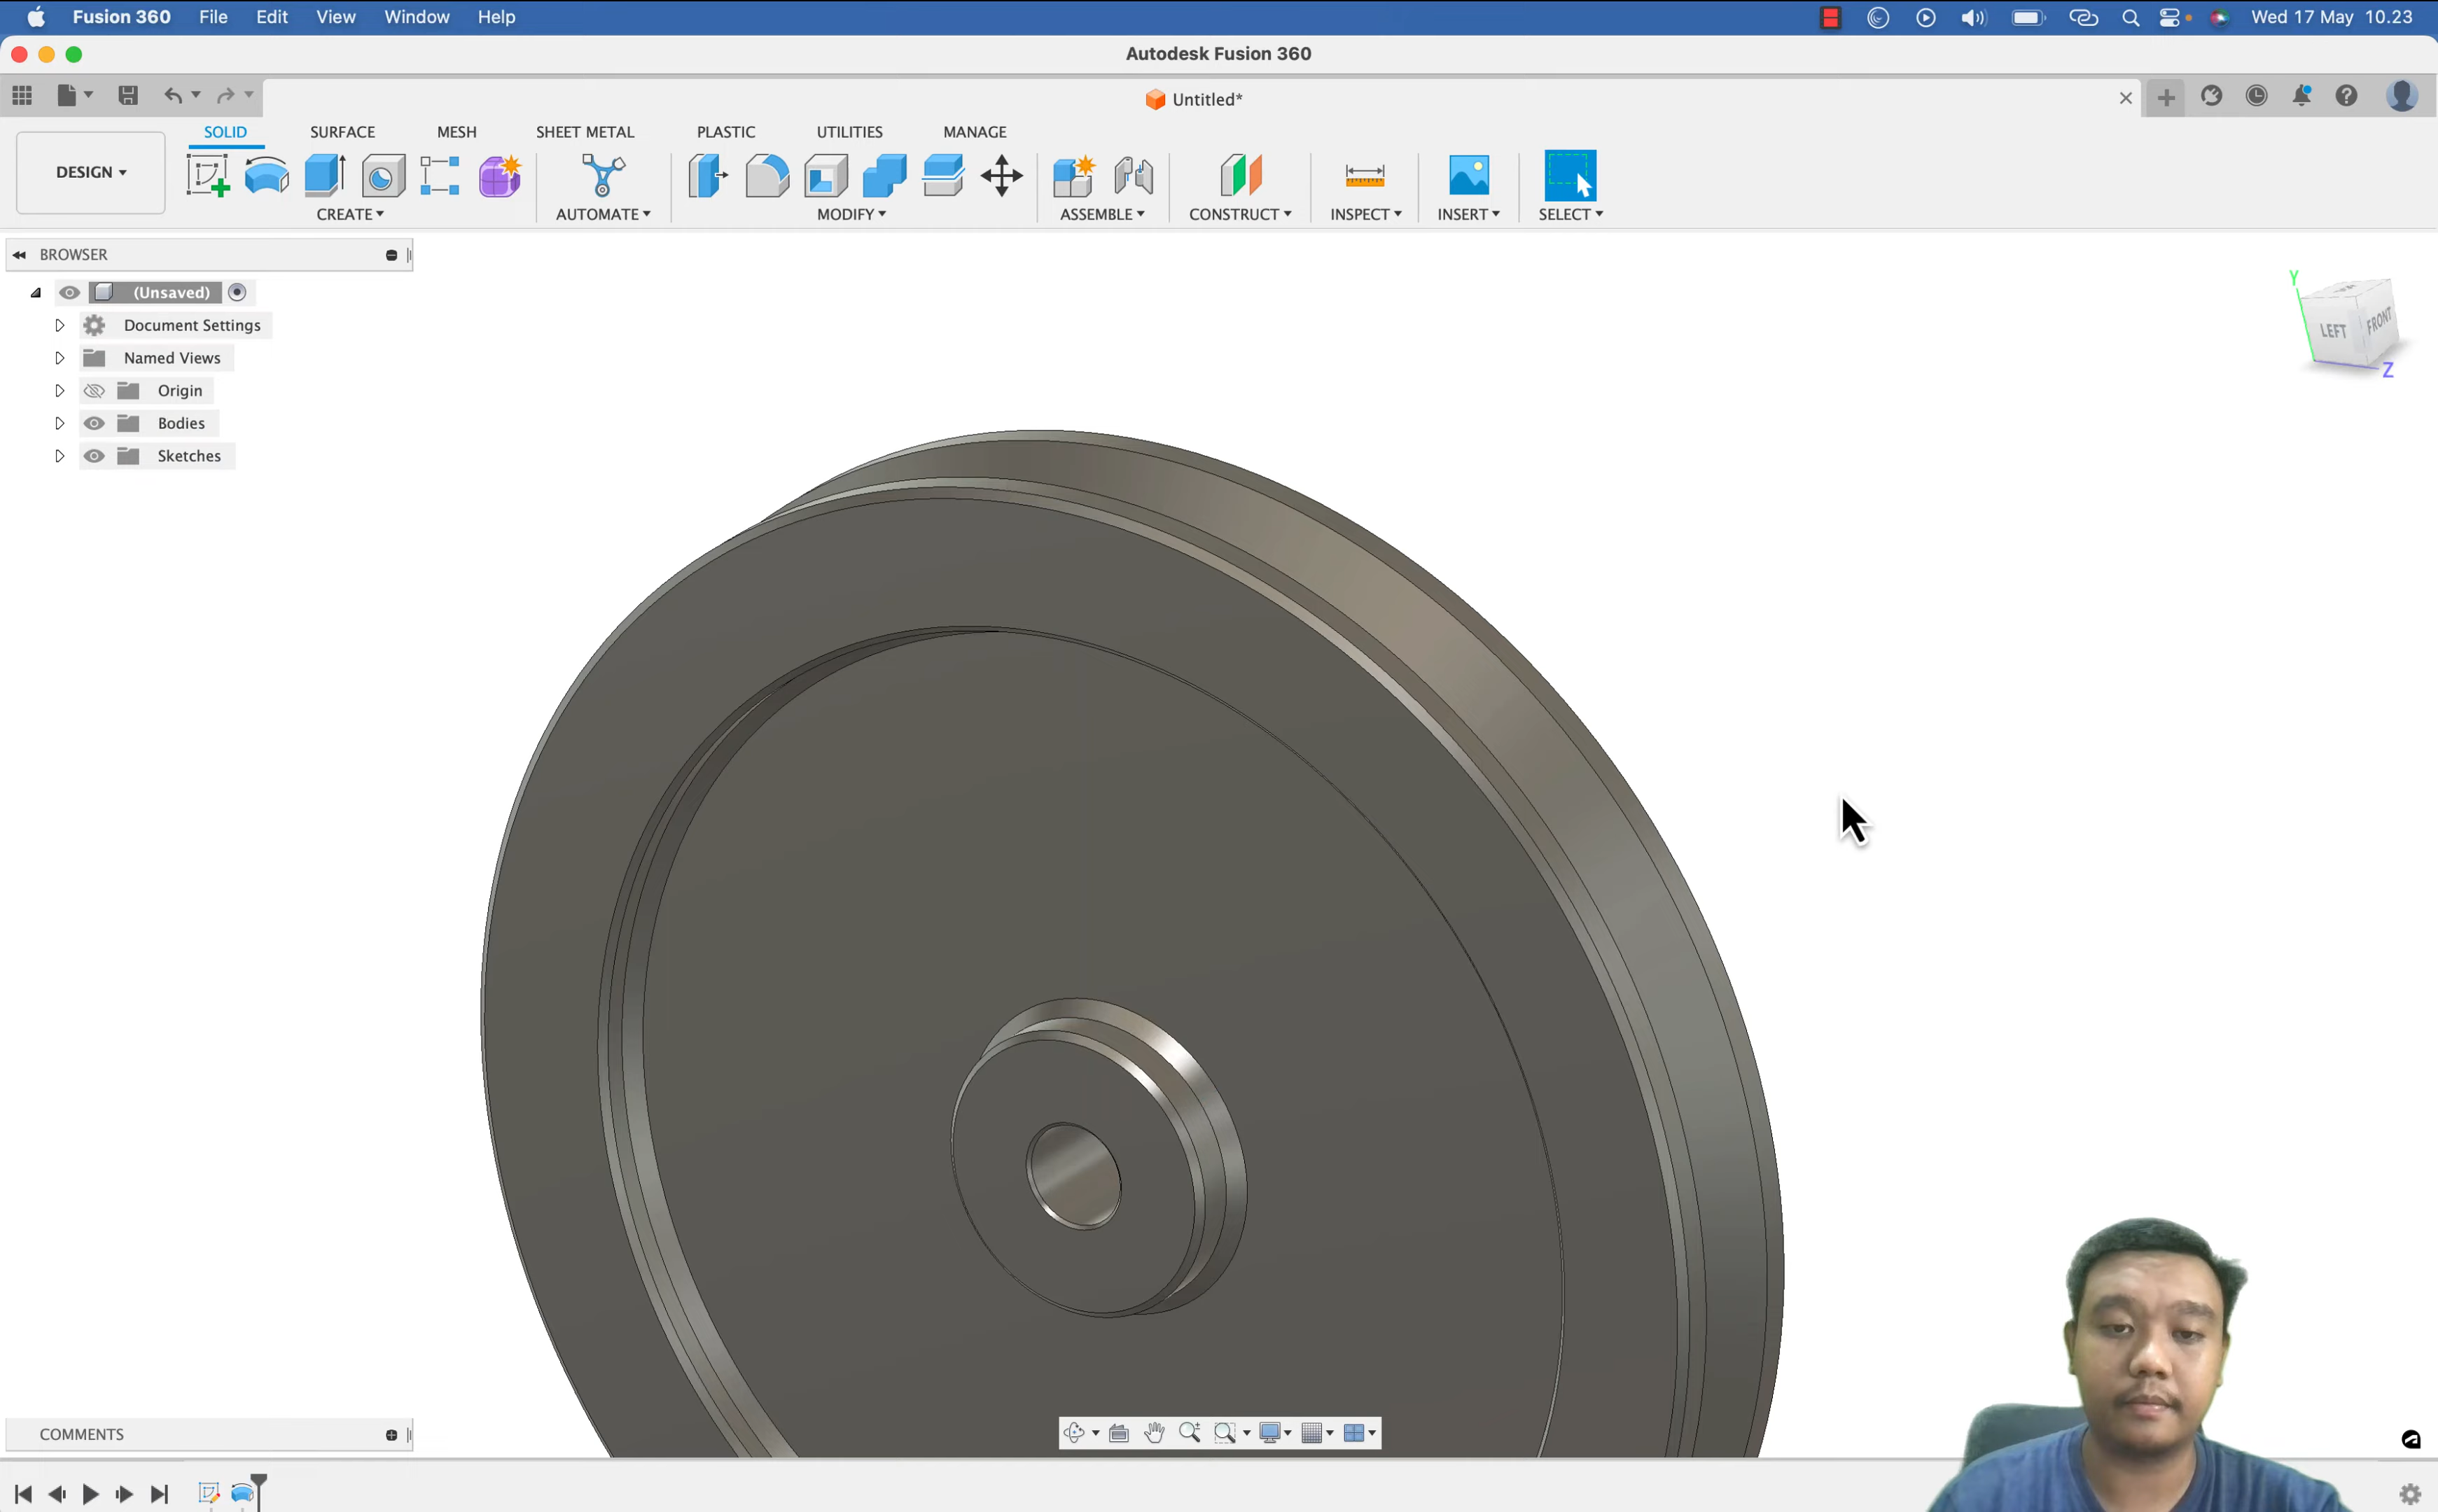 Fusion 360 File Edit View Window Help Wed 17 May 10.23
Autodesk Fusion 360
Untitled*
SOLID SURFACE MESH SHEET METAL PLASTIC UTILITIES MANAGE
DESIGN
CREATE AUTOMATE MODIFY ASSEMBLE CONSTRUCT INSPECT INSERT SELECT
BROWSER
(Unsaved)
Document Settings
Named Views
Origin
Bodies
Sketches
Y
LEFT FRONT
Z
COMMENTS